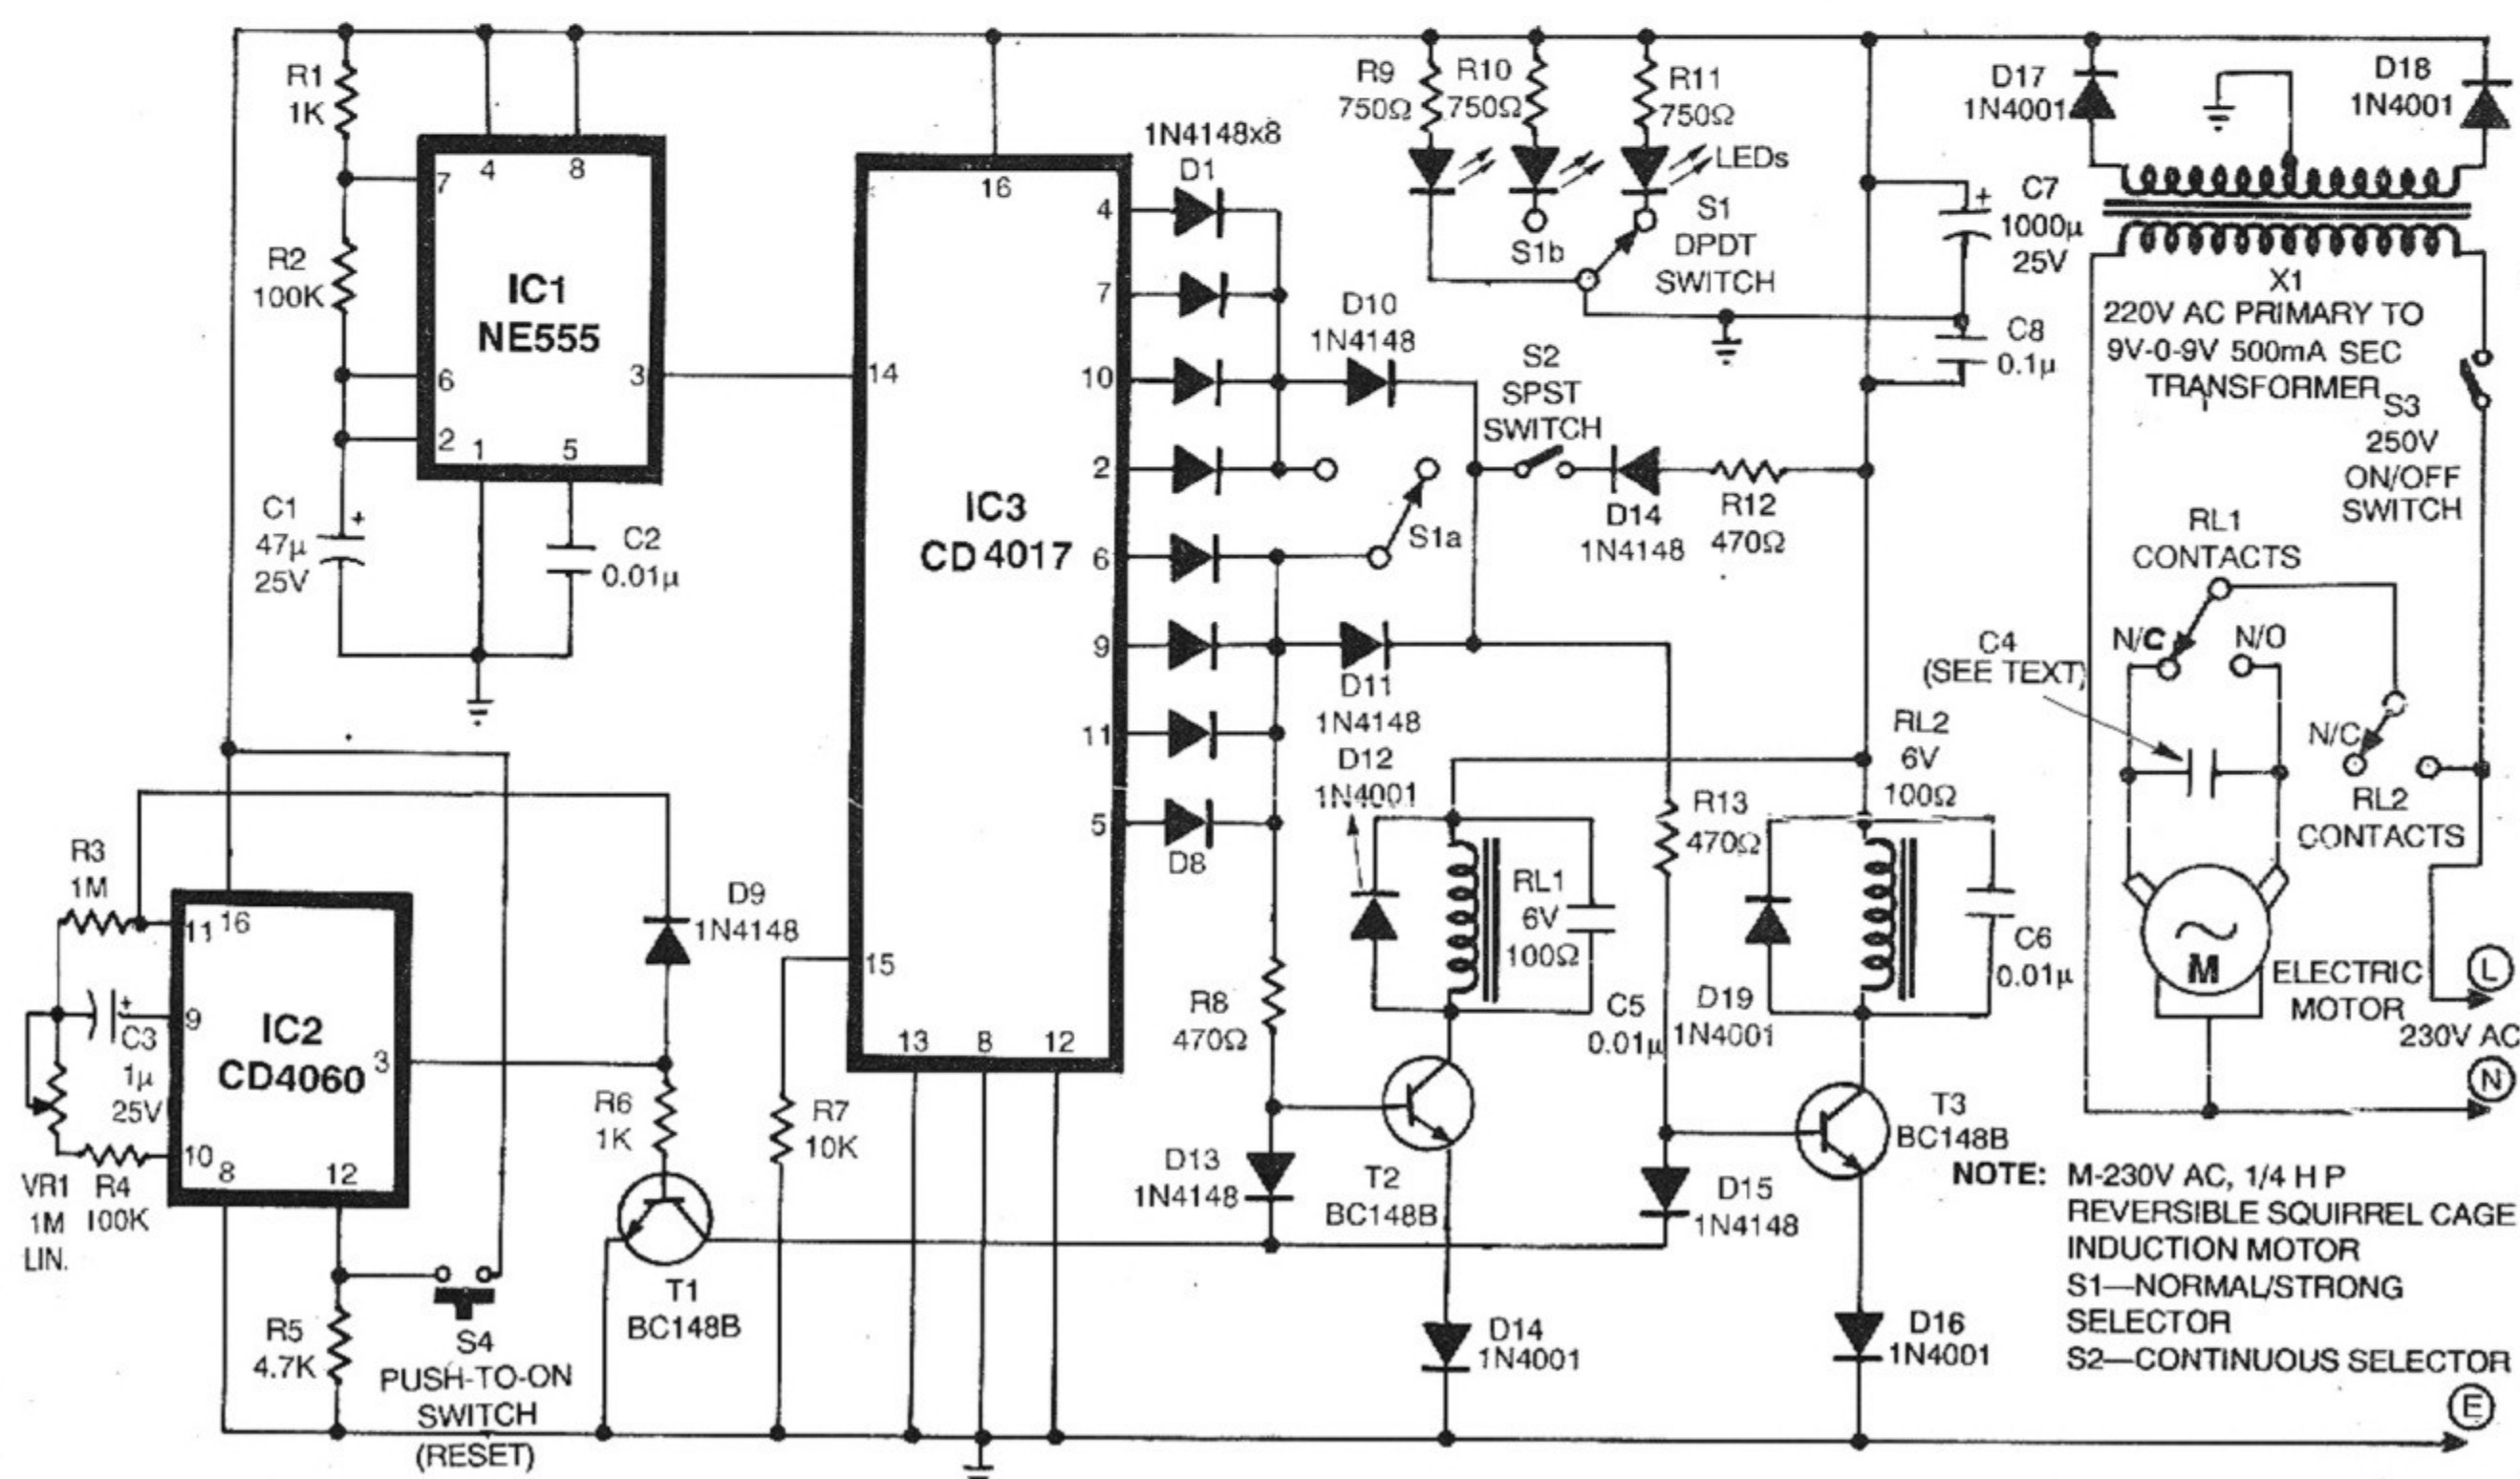 R1
1K
R2
100K
C1
47µ
25V
+
C2
0.01µ
IC1
NE555
4
8
7
6
2
1
5
3
IC3
CD 4017
16
14
15
13
8
12
4
7
10
2
6
9
11
5
1N4148x8
D1
D8
D10
1N4148
D11
1N4148
D12
1N4001
R9
750Ω
R10
750Ω
R11
750Ω
LEDs
S1b
S1
DPDT
SWITCH
S1a
S2
SPST
SWITCH
D14
1N4148
R12
470Ω
D17
1N4001
D18
1N4001
+
C7
1000µ
25V
C8
0.1µ
X1
220V AC PRIMARY TO
9V-0-9V 500mA SEC
TRANSFORMER
S3
250V
ON/OFF
SWITCH
RL1
CONTACTS
N/C
N/O
C4
(SEE TEXT)
N/C
RL2
CONTACTS
RL2
6V
100Ω
R13
470Ω
RL1
6V
100Ω
C5
0.01µ
D19
1N4001
C6
0.01µ
M
ELECTRIC
MOTOR
L
230V AC
N
R3
1M
11
16
9
10
8
12
3
IC2
CD4060
+
C3
1µ
25V
VR1
1M
LIN.
R4
100K
R5
4.7K
S4
PUSH-TO-ON
SWITCH
(RESET)
D9
1N4148
R6
1K
T1
BC148B
R7
10K
R8
470Ω
D13
1N4148
T2
BC148B
D15
1N4148
T3
BC148B
D14
1N4001
D16
1N4001
NOTE: M-230V AC, 1/4 H P
REVERSIBLE SQUIRREL CAGE
INDUCTION MOTOR
S1—NORMAL/STRONG
SELECTOR
S2—CONTINUOUS SELECTOR
E